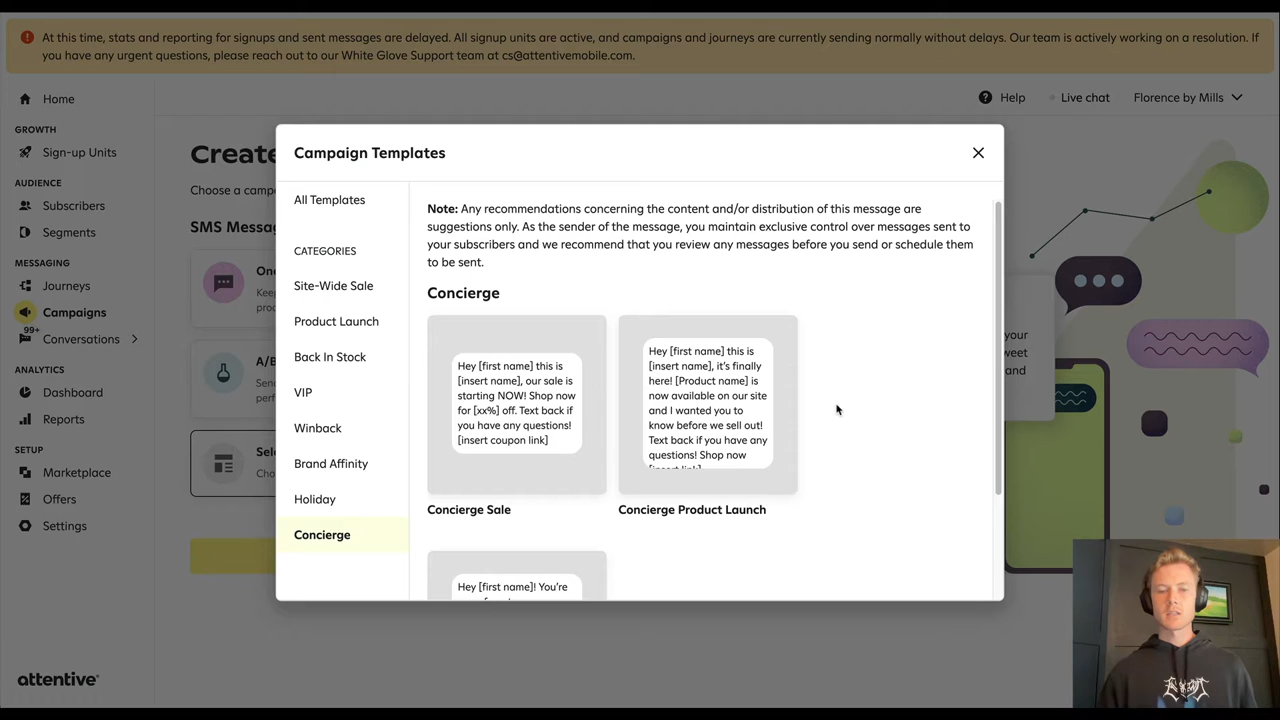 At this time, stats and reporting for signups and sent messages are delayed. All signup units are active, and campaigns and journeys are currently sending normally without delays. Our team is actively working on a resolution. If
you have any urgent questions, please reach out to our White Glove Support team at cs@attentivemobile.com.
Home
Help
Live chat
Florence by Mills
GROWTH
Sign-up Units
AUDIENCE
Subscribers
Segments
MESSAGING
Journeys
Campaigns
99+
Conversations
ANALYTICS
Dashboard
Reports
SETUP
Marketplace
Offers
Settings
attentive
Choose a camp
One
Keep
A/B
Send
Campaign Templates
All Templates
CATEGORIES
Site-Wide Sale
Product Launch
Back In Stock
VIP
Winback
Brand Affinity
Holiday
Concierge
Note: Any recommendations concerning the content and/or distribution of this message are
suggestions only. As the sender of the message, you maintain exclusive control over messages sent to
your subscribers and we recommend that you review any messages before you send or schedule them
to be sent.
Concierge
Hey [first name] this is
[insert name], our sale is
starting NOW! Shop now
for [xx%] off. Text back if
you have any questions!
[insert coupon link]
Concierge Sale
Hey [first name] this is
[insert name], it's finally
here! [Product name] is
now available on our site
and I wanted you to
know before we sell out!
Text back if you have any
questions! Shop now
[insert link]
Concierge Product Launch
Hey [first name]! You're
your
weet
and